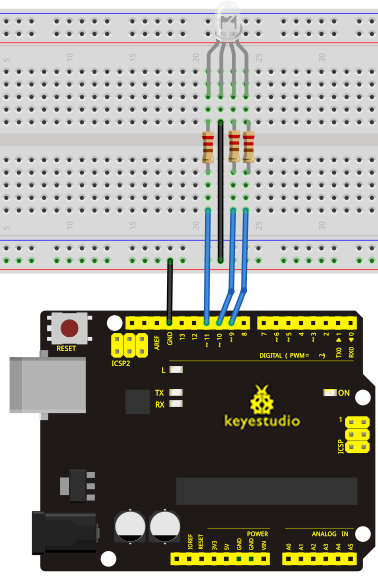 5 10 15 20 25 30
5 10 15 20 25 30
RESET
ICSP2
AREF
GND
13
12
~11
~10
~9
8
7
~6
~5
4
~3
2
TX0 ▶ 1
RX0 ◀ 0
DIGITAL ( PWM= ~ )
L
TX
RX
ON
keyestudio
1
ICSP
IOREF
RESET
3V3
5V
GND
GND
VIN
POWER
ANALOG IN
A0
A1
A2
A3
A4
A5